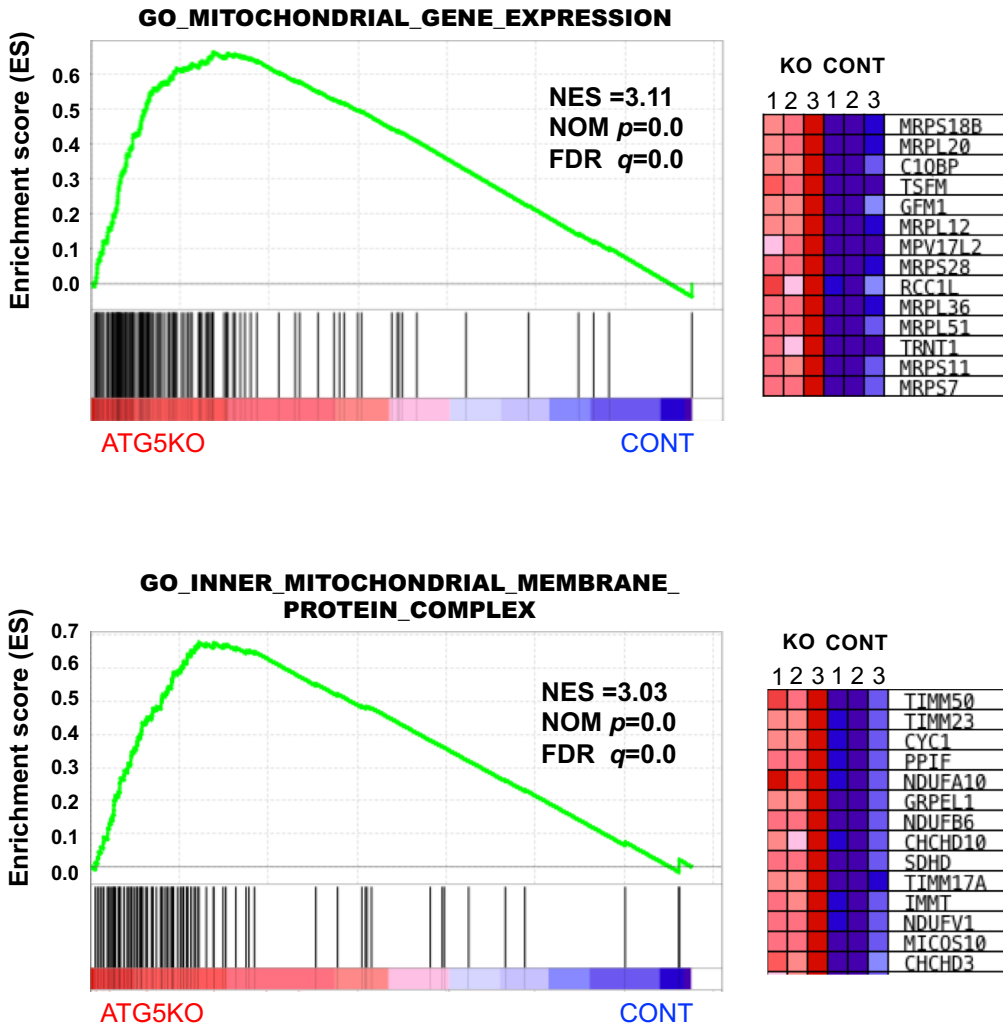 GO_MITOCHONDRIAL_GENE_EXPRESSION
Enrichment score (ES)
0.6
0.5
0.4
0.3
0.2
0.1
0.0
NES =3.11
NOM p=0.0
FDR q=0.0
ATG5KO CONT
KO CONT
1 2 3 1 2 3
MRPS18B
MRPL20
C1QBP
TSFM
GFM1
MRPL12
MPV17L2
MRPS28
RCC1L
MRPL36
MRPL51
TRNT1
MRPS11
MRPS7
GO_INNER_MITOCHONDRIAL_MEMBRANE_
PROTEIN_COMPLEX
Enrichment score (ES)
0.7
0.6
0.5
0.4
0.3
0.2
0.1
0.0
NES =3.03
NOM p=0.0
FDR q=0.0
ATG5KO CONT
KO CONT
1 2 3 1 2 3
TIMM50
TIMM23
CYC1
PPIF
NDUFA10
GRPEL1
NDUFB6
CHCHD10
SDHD
TIMM17A
IMMT
NDUFV1
MICOS10
CHCHD3